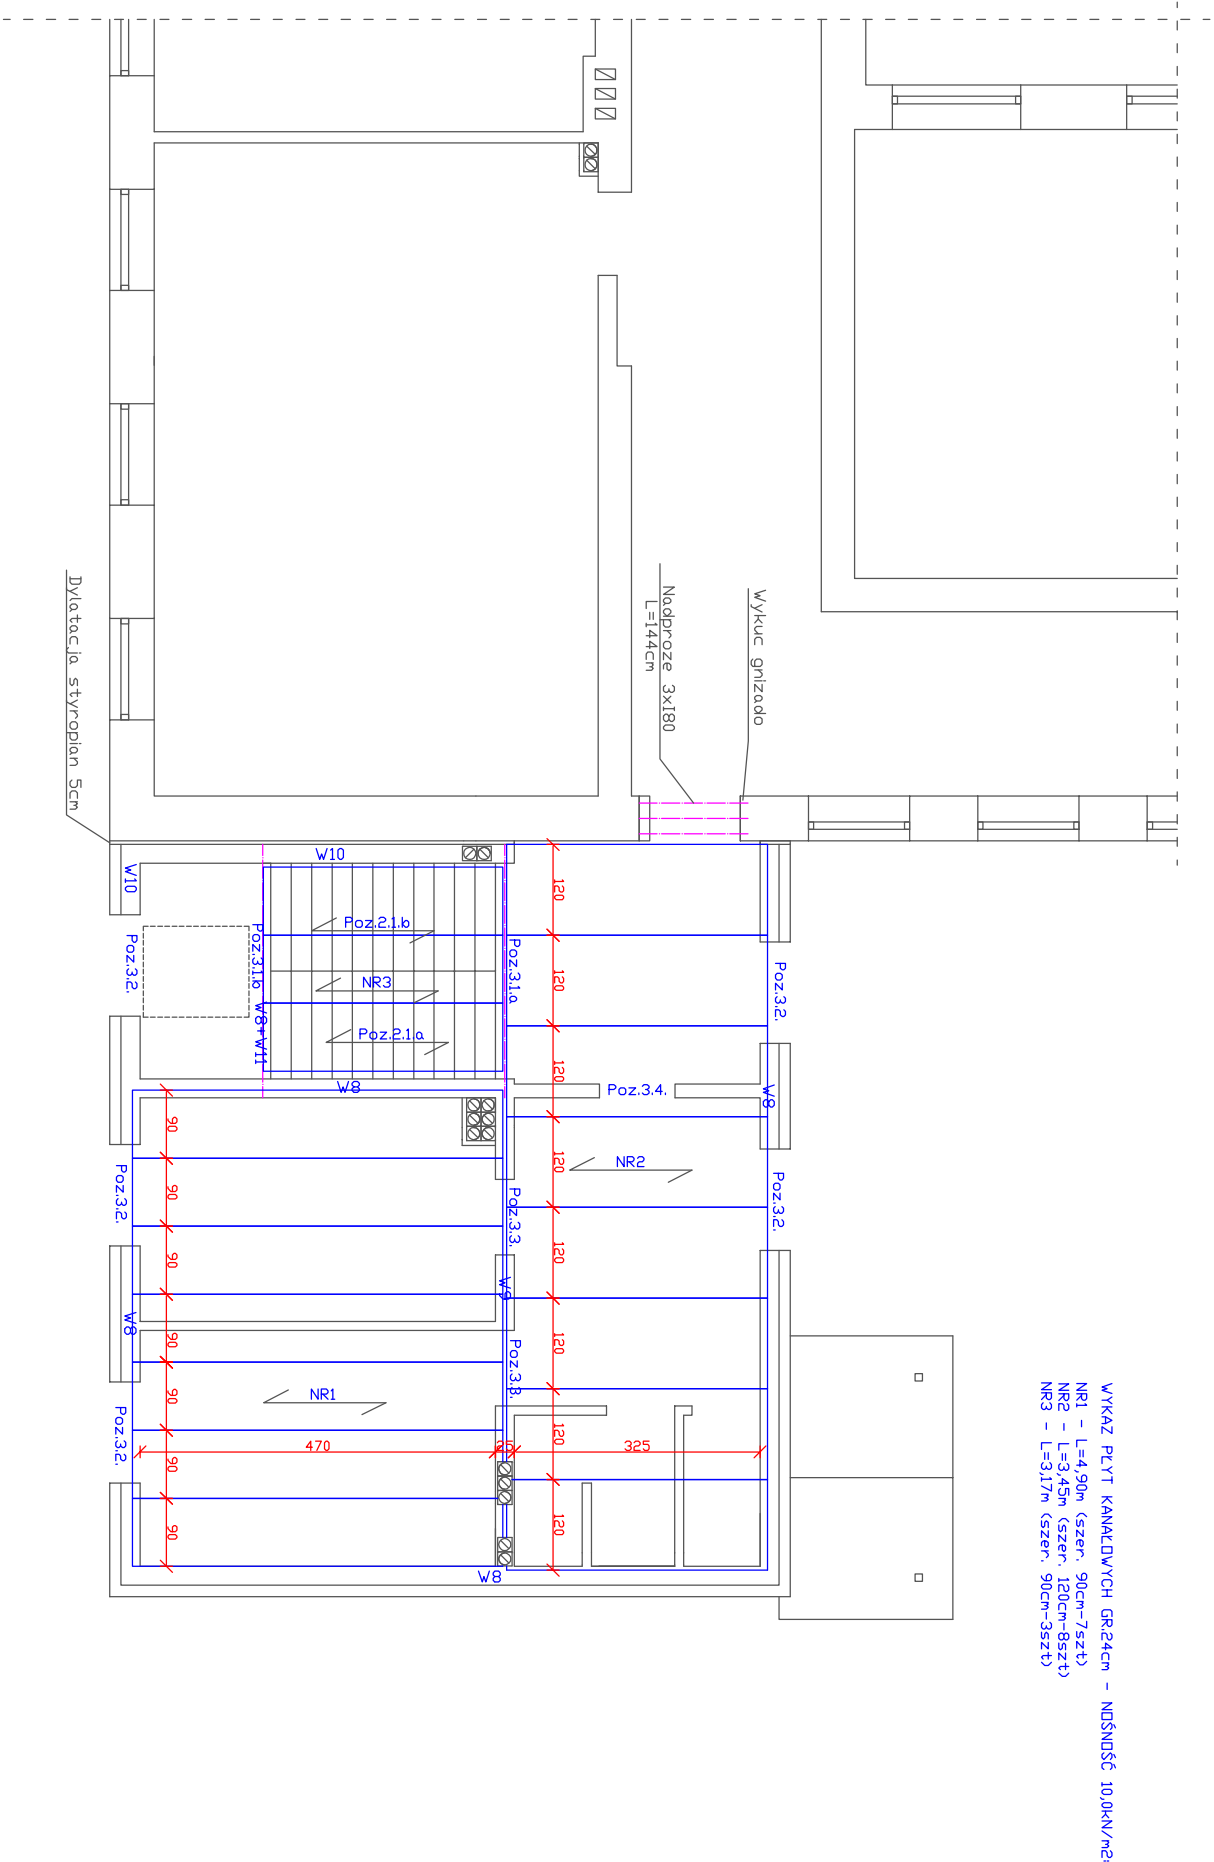 Wykuc gnizado
Nadproze 3xI80
L=144cm
Dylatacja styropian 5cm
W10
W10
Poz.2.1.b
NR3
Poz.2.1.a
Poz.3.1.b
W8+W11
Poz.3.1.a
Poz.3.2.
Poz.3.2.
W8
W8
Poz.3.4.
NR2
Poz.3.2.
Poz.3.2.
Poz.3.3.
W9
W8
Poz.3.3.
NR1
Poz.3.2.
W8
120
120
120
120
120
120
120
120
90
90
90
90
90
90
90
470
25
325
WYKAZ PŁYT KANAŁOWYCH GR.24cm - NOŚNOŚĆ 10,0kN/m2:
NR1 - L=4,90m (szer. 90cm-7szt)
NR2 - L=3,45m (szer. 120cm-8szt)
NR3 - L=3,17m (szer. 90cm-3szt)